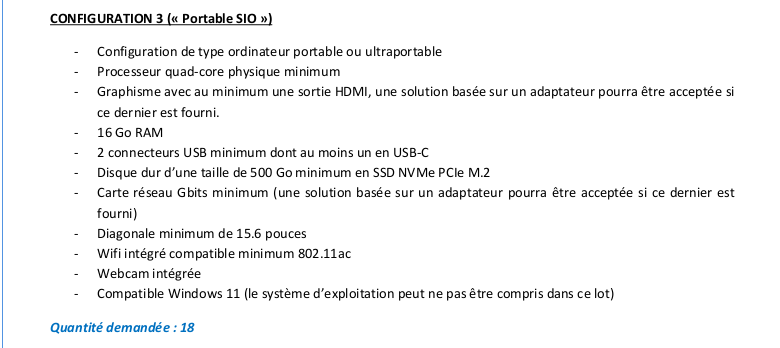 CONFIGURATION 3 (« Portable SIO »)
- Configuration de type ordinateur portable ou ultraportable
- Processeur quad-core physique minimum
- Graphisme avec au minimum une sortie HDMI, une solution basée sur un adaptateur pourra être acceptée si
ce dernier est fourni.
- 16 Go RAM
- 2 connecteurs USB minimum dont au moins un en USB-C
- Disque dur d'une taille de 500 Go minimum en SSD NVMe PCIe M.2
- Carte réseau Gbits minimum (une solution basée sur un adaptateur pourra être acceptée si ce dernier est
fourni)
- Diagonale minimum de 15.6 pouces
- Wifi intégré compatible minimum 802.11ac
- Webcam intégrée
- Compatible Windows 11 (le système d'exploitation peut ne pas être compris dans ce lot)
Quantité demandée : 18